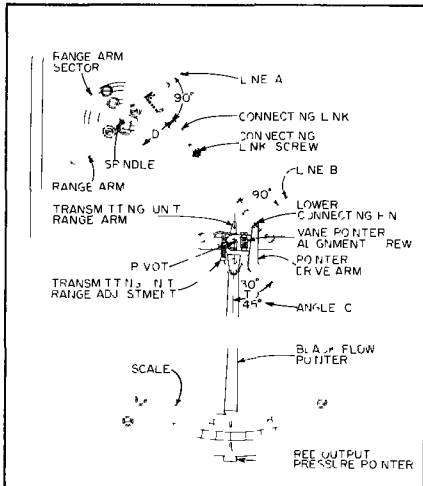 RANGE ARM
SECTOR
LINE A
90°
CONNECTING LINK
D
CONNECTING
LINK SCREW
SPINDLE
RANGE ARM
LINE B
90°
TRANSMITTING UNIT
RANGE ARM
LOWER
CONNECTING
VANE POINTER
ALIGNMENT
PIVOT
POINTER
DRIVE ARM
TRANSMITTING UNIT
RANGE ADJUSTMENT
30°
TO
45°
ANGLE C
BLACK FLOW
POINTER
SCALE
RED OUTPUT
PRESSURE POINTER